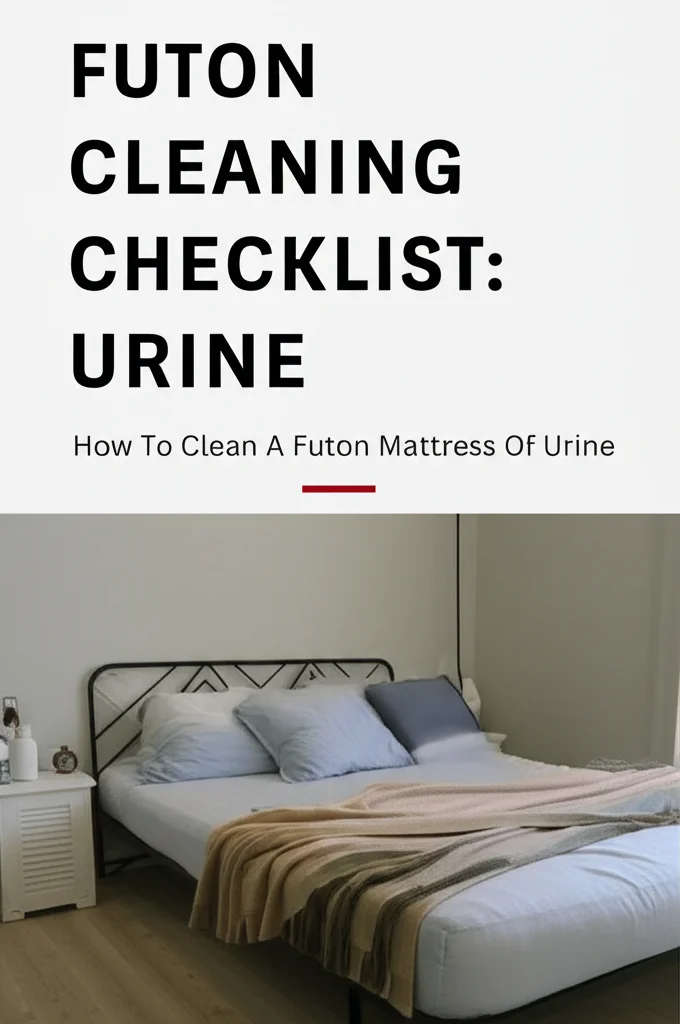 FUTON
CLEANING
CHECKLIST:
URINE
How To Clean A Futon Mattress Of Urine